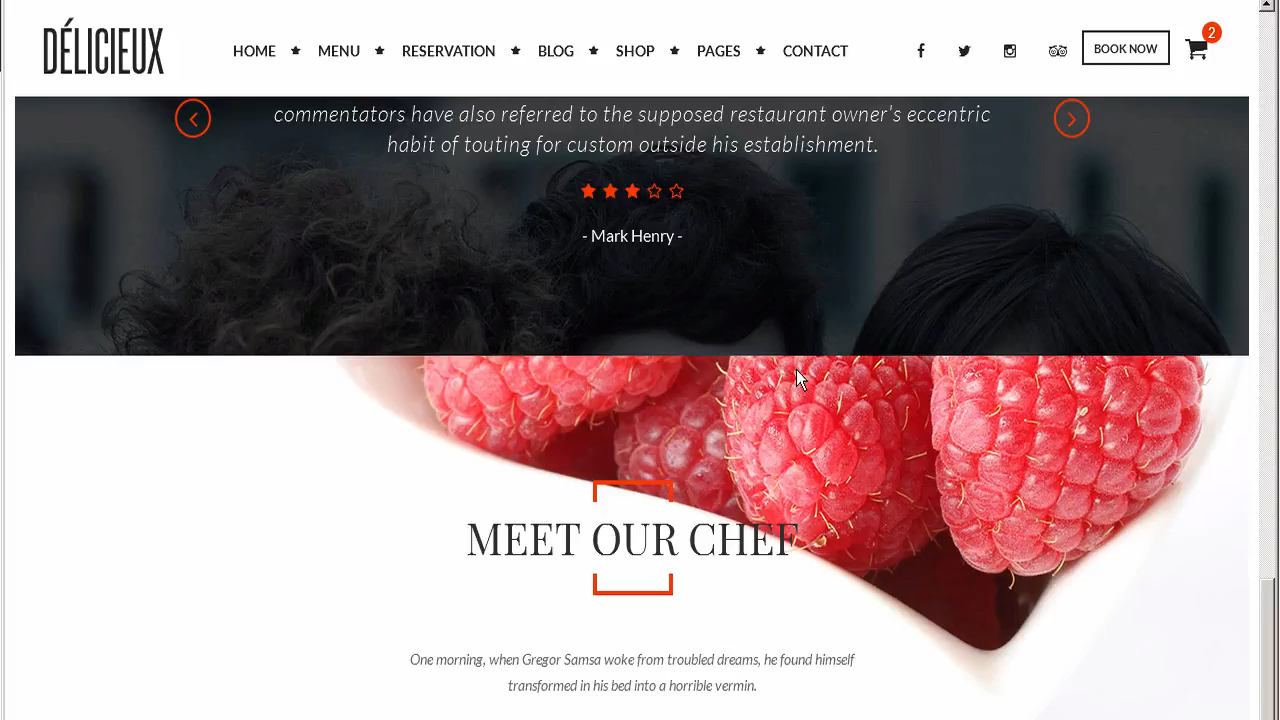 DÉLICIEUX
HOME ★ MENU ★ RESERVATION ★ BLOG ★ SHOP ★ PAGES ★ CONTACT
BOOK NOW
2
commentators have also referred to the supposed restaurant owner's eccentric
habit of touting for custom outside his establishment.
- Mark Henry -
MEET OUR CHEF
One morning, when Gregor Samsa woke from troubled dreams, he found himself
transformed in his bed into a horrible vermin.